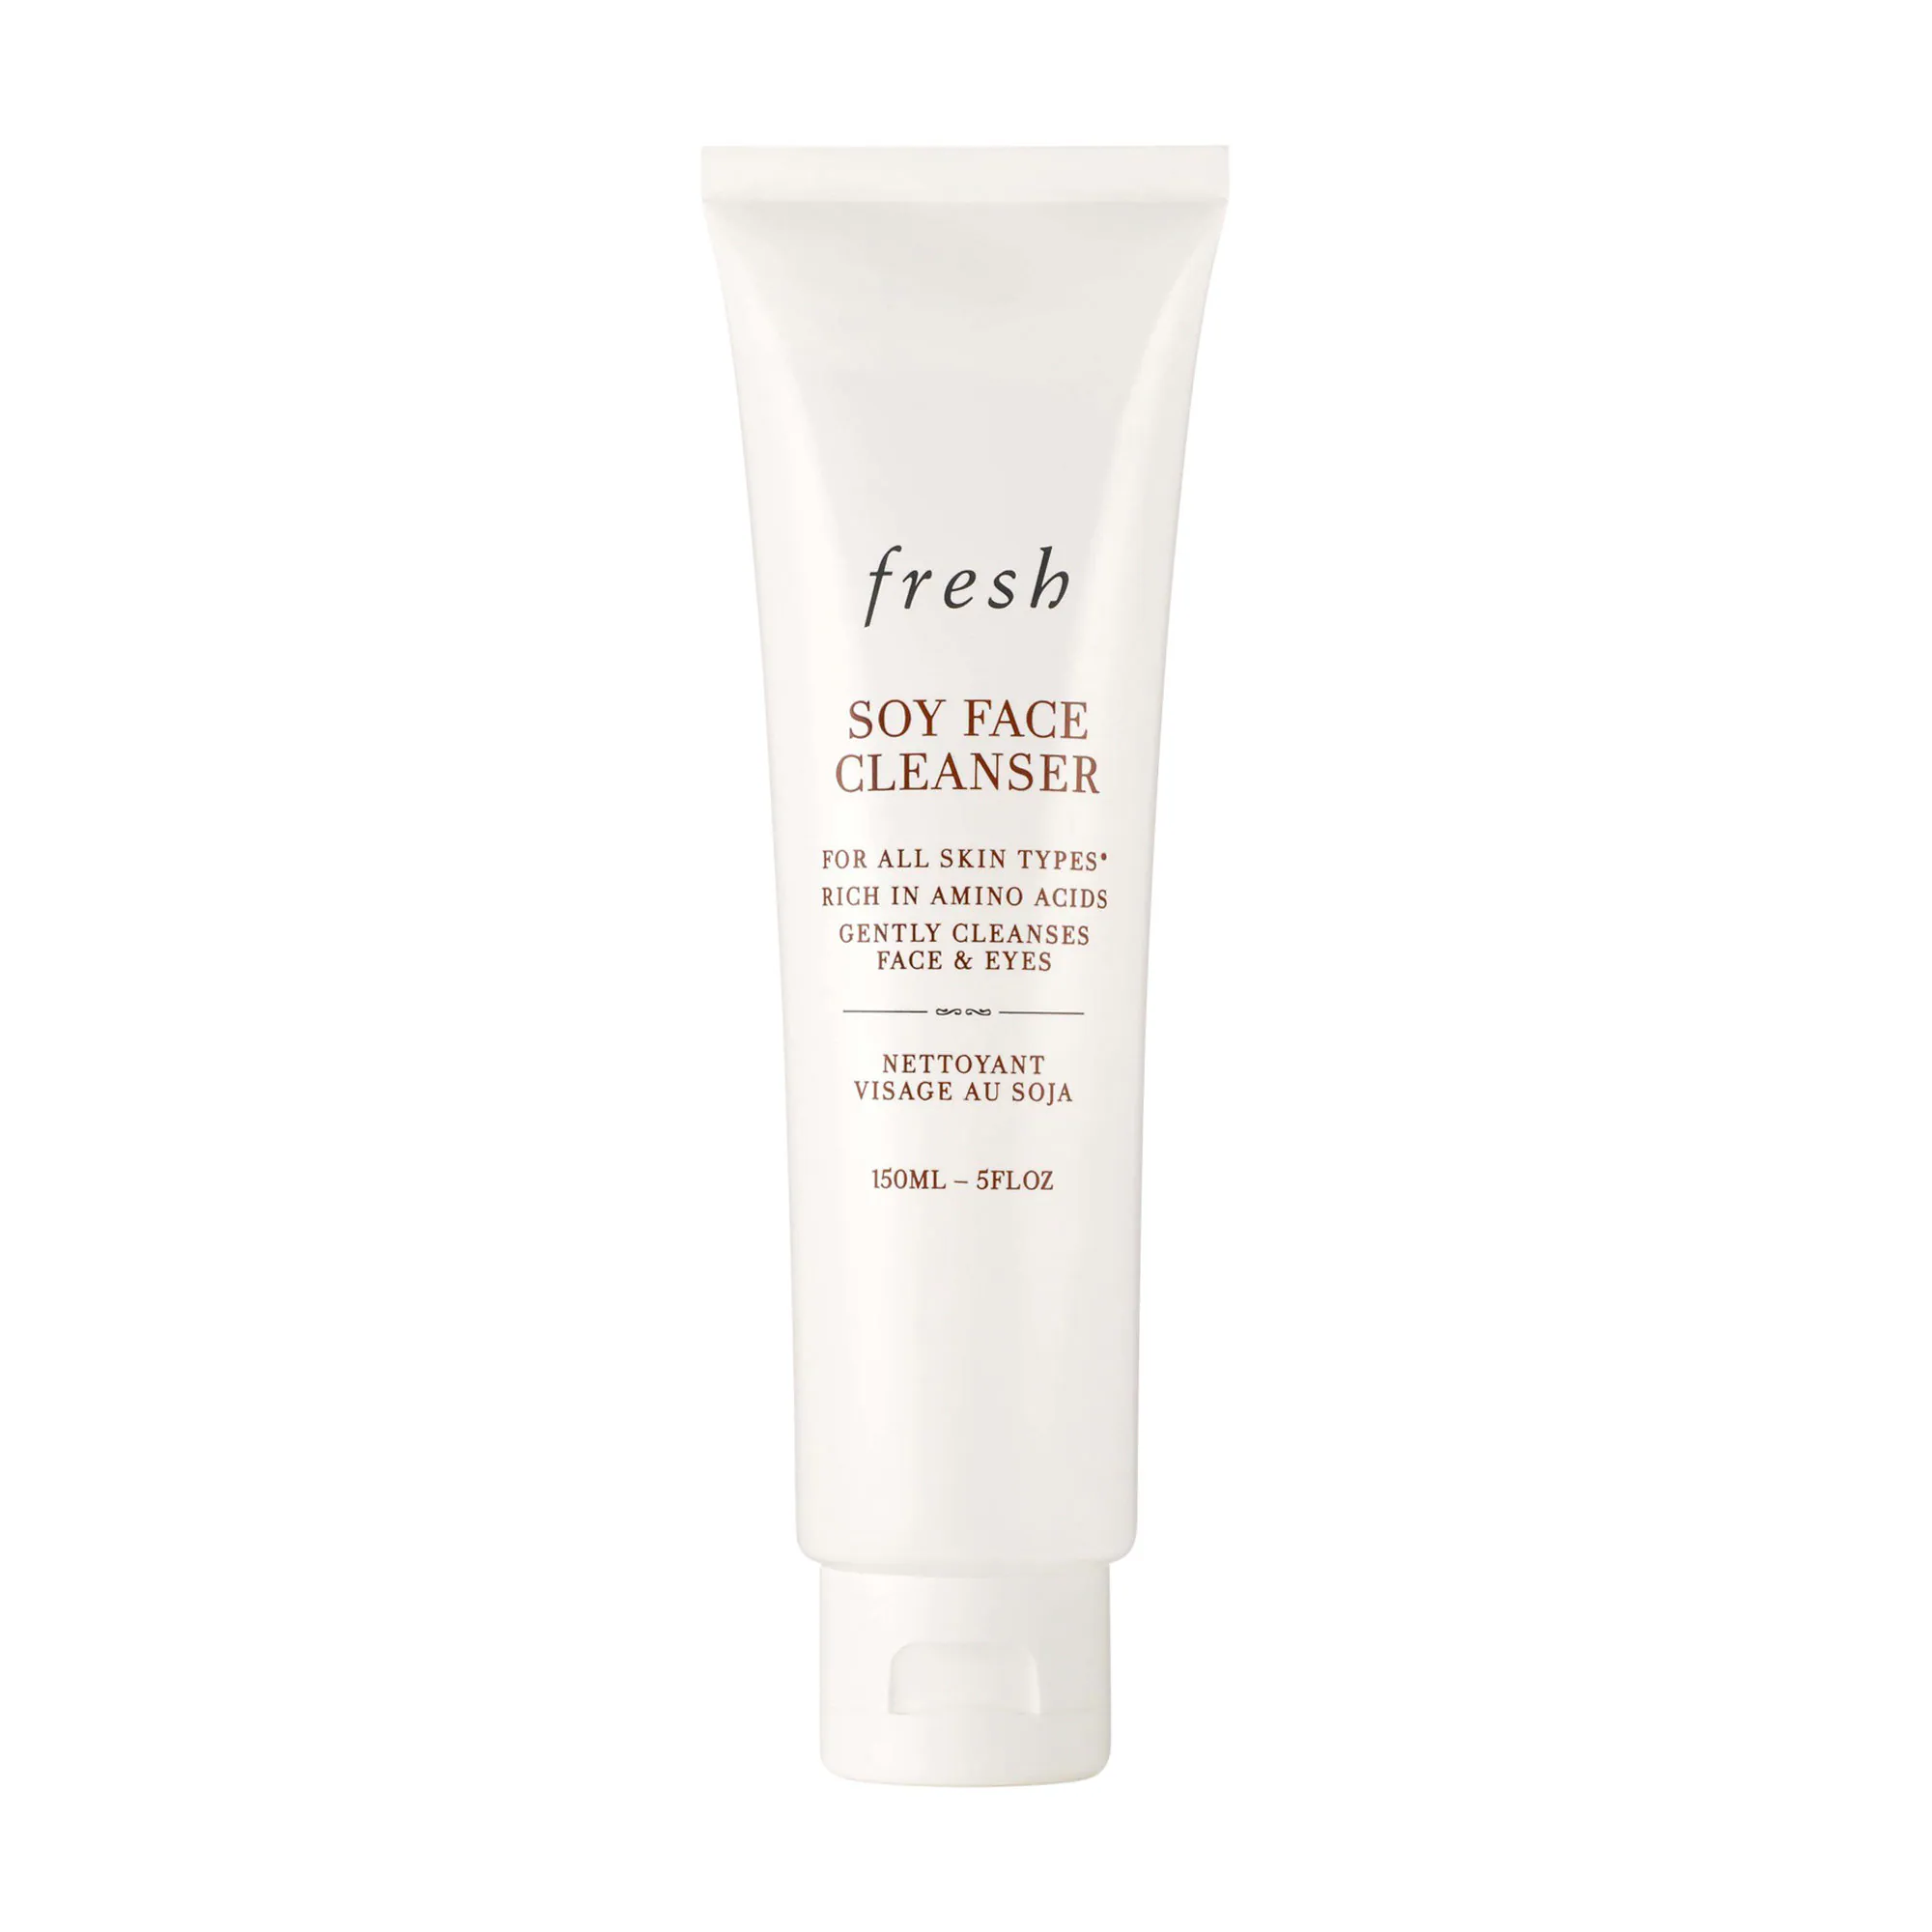 fresh
SOY FACE
CLEANSER
FOR ALL SKIN TYPES•
RICH IN AMINO ACIDS
GENTLY CLEANSES
FACE & EYES
NETTOYANT
VISAGE AU SOJA
150ML – 5FLOZ